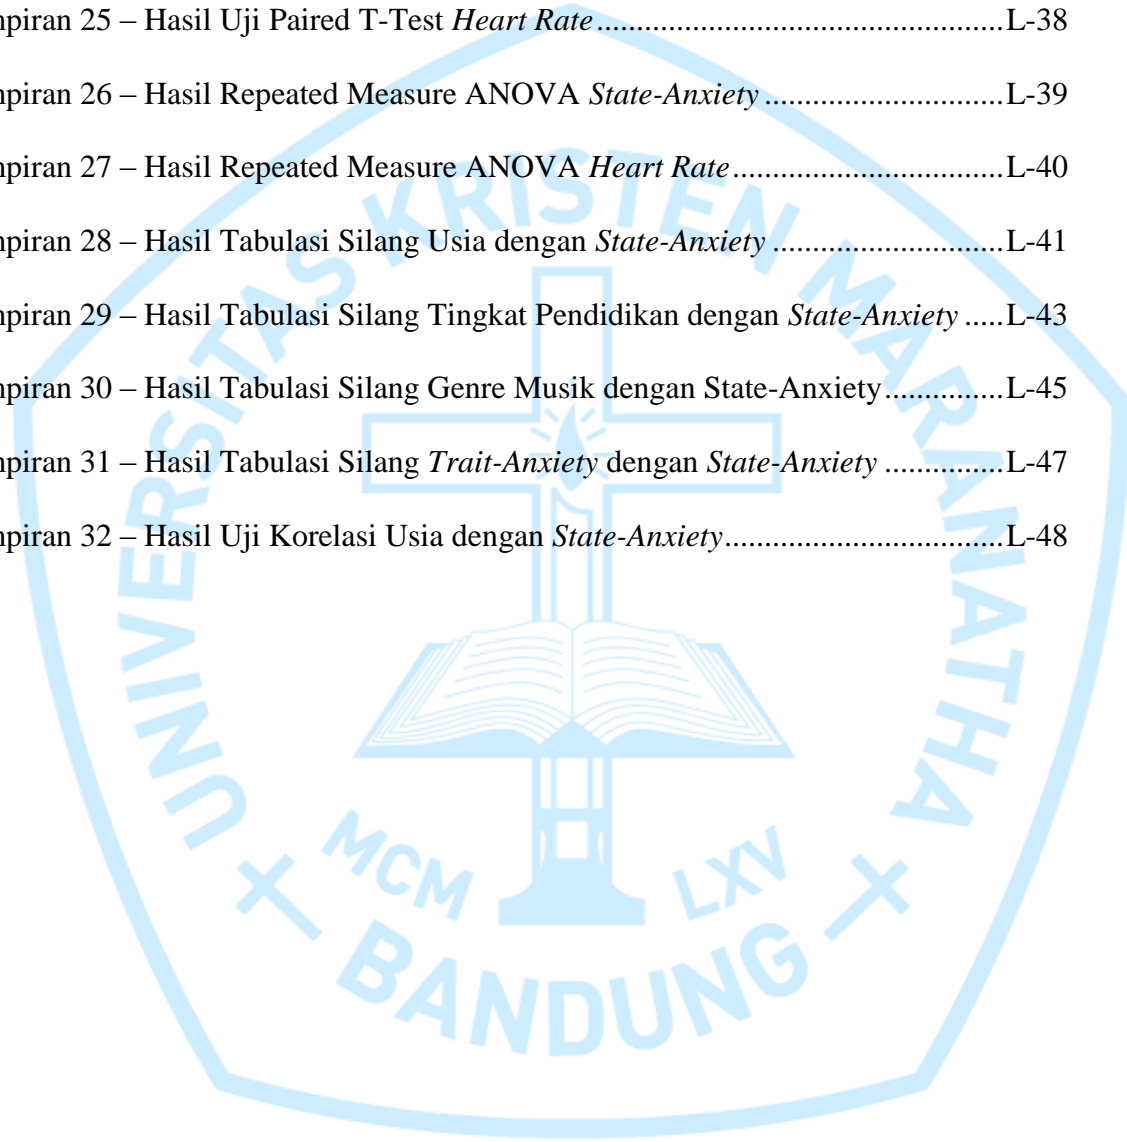 npiran 25 – Hasil Uji Paired T-Test Heart Rate....................................................L-38
npiran 26 – Hasil Repeated Measure ANOVA State-Anxiety ..............................L-39
npiran 27 – Hasil Repeated Measure ANOVA Heart Rate..................................L-40
npiran 28 – Hasil Tabulasi Silang Usia dengan State-Anxiety .............................L-41
npiran 29 – Hasil Tabulasi Silang Tingkat Pendidikan dengan State-Anxiety .....L-43
npiran 30 – Hasil Tabulasi Silang Genre Musik dengan State-Anxiety...............L-45
npiran 31 – Hasil Tabulasi Silang Trait-Anxiety dengan State-Anxiety ...............L-47
npiran 32 – Hasil Uji Korelasi Usia dengan State-Anxiety...................................L-48
UNIVERSITAS KRISTEN MARANATHA
MCM LXV
BANDUNG